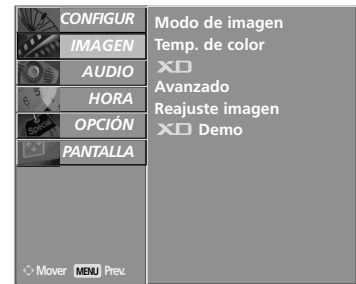 CONFIGUR
IMAGEN
AUDIO
HORA
OPCIÓN
PANTALLA
Mover MENU Prev.
Modo de imagen
Temp. de color
XD
Avanzado
Reajuste imagen
XD Demo